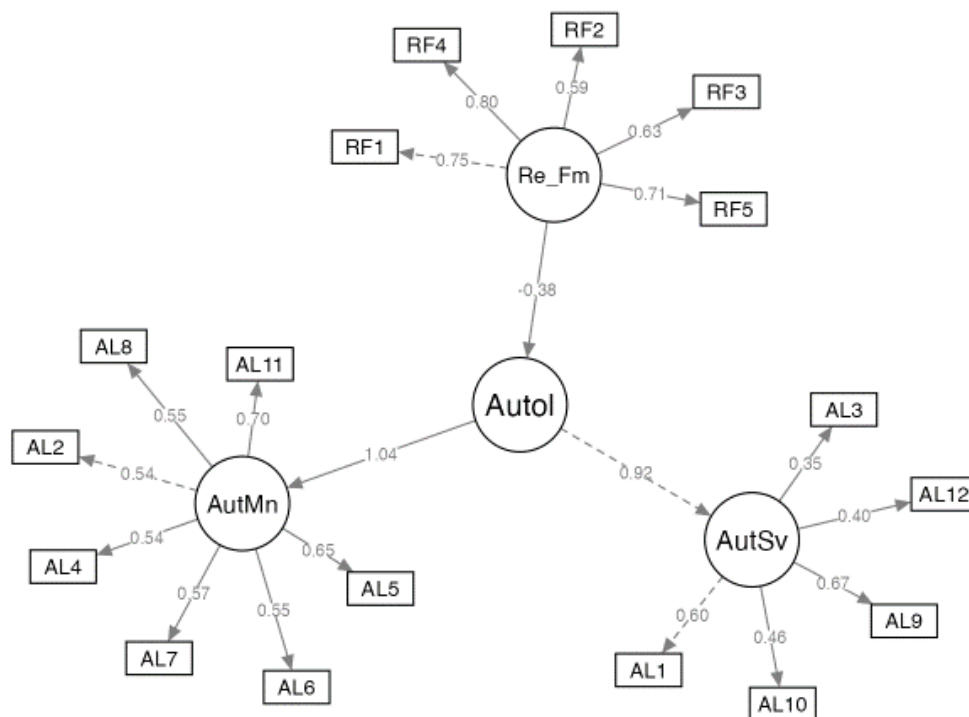 RF2
RF4
0.59
RF3
0.80
0.63
RF1
0.75
Re_Fm
0.71
RF5
-0.38
AL8
AL11
Autol
AL3
0.55
0.70
AL2
1.04
0.35
0.54
0.92
AL12
AutMn
0.40
AutSv
0.54
0.65
AL4
0.67
AL5
0.57
0.55
0.60
AL9
0.46
AL7
AL1
AL6
AL10